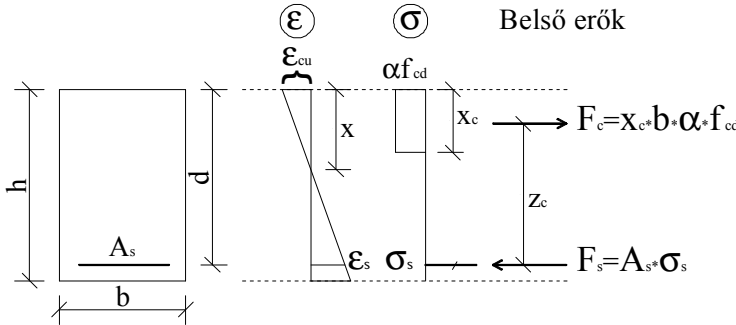 ε σ Belső erők
εcu
αfcd
h d x xc Fc=xc*b*α*fcd
zc
As εs σs Fs=As*σs
b